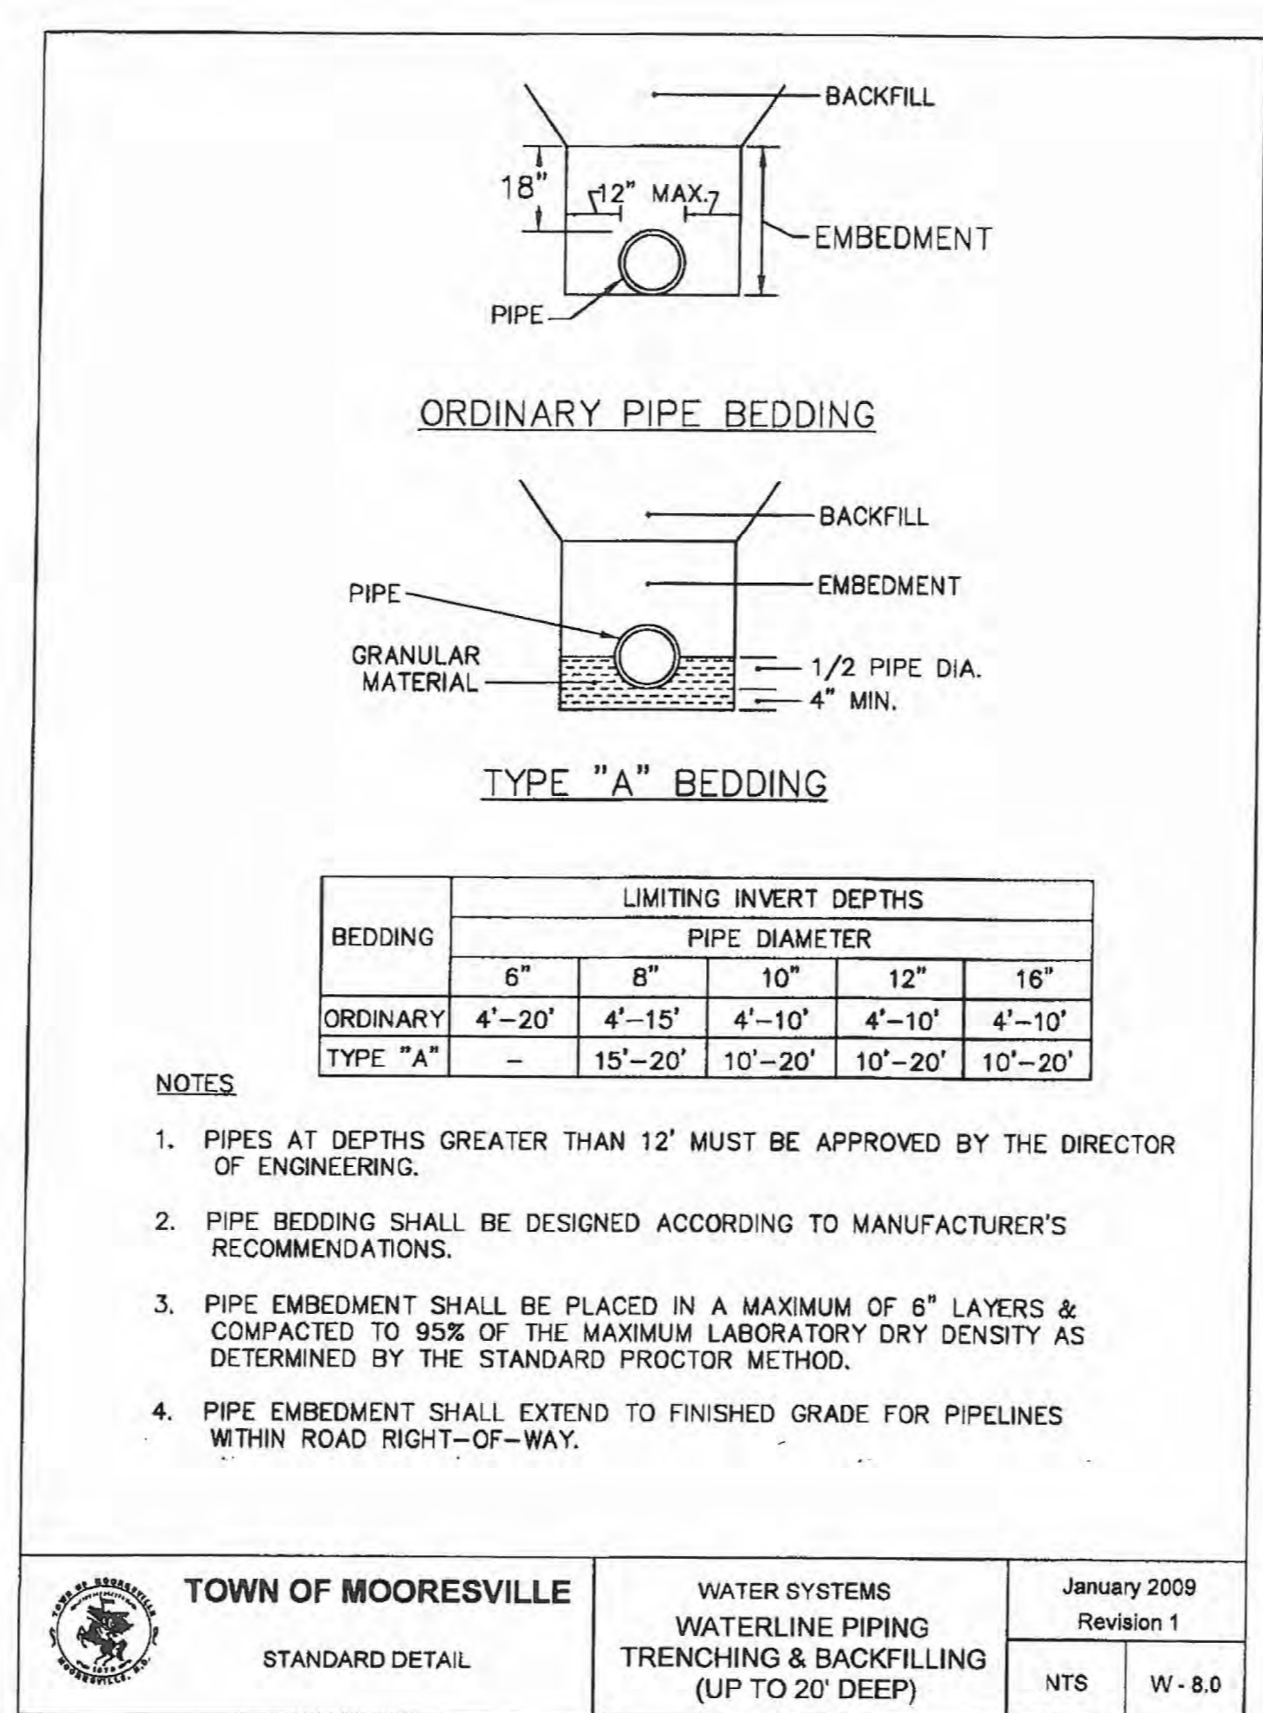 BACKFILL
18"
12" MAX.
EMBEDMENT
PIPE
ORDINARY PIPE BEDDING
BACKFILL
EMBEDMENT
PIPE
GRANULAR
MATERIAL
1/2 PIPE DIA.
4" MIN.
TYPE "A" BEDDING
BEDDING
LIMITING INVERT DEPTHS
PIPE DIAMETER
6" 8" 10" 12" 16"
ORDINARY 4'-20' 4'-15' 4'-10' 4'-10' 4'-10'
TYPE "A" - 15'-20' 10'-20' 10'-20' 10'-20'
NOTES
1. PIPES AT DEPTHS GREATER THAN 12' MUST BE APPROVED BY THE DIRECTOR
OF ENGINEERING.
2. PIPE BEDDING SHALL BE DESIGNED ACCORDING TO MANUFACTURER'S
RECOMMENDATIONS.
3. PIPE EMBEDMENT SHALL BE PLACED IN A MAXIMUM OF 6" LAYERS &
COMPACTED TO 95% OF THE MAXIMUM LABORATORY DRY DENSITY AS
DETERMINED BY THE STANDARD PROCTOR METHOD.
4. PIPE EMBEDMENT SHALL EXTEND TO FINISHED GRADE FOR PIPELINES
WITHIN ROAD RIGHT-OF-WAY.
TOWN OF MOORESVILLE
1873
MOORESVILLE, N.C.
TOWN OF MOORESVILLE
STANDARD DETAIL
WATER SYSTEMS
WATERLINE PIPING
TRENCHING & BACKFILLING
(UP TO 20' DEEP)
January 2009
Revision 1
NTS
W - 8.0